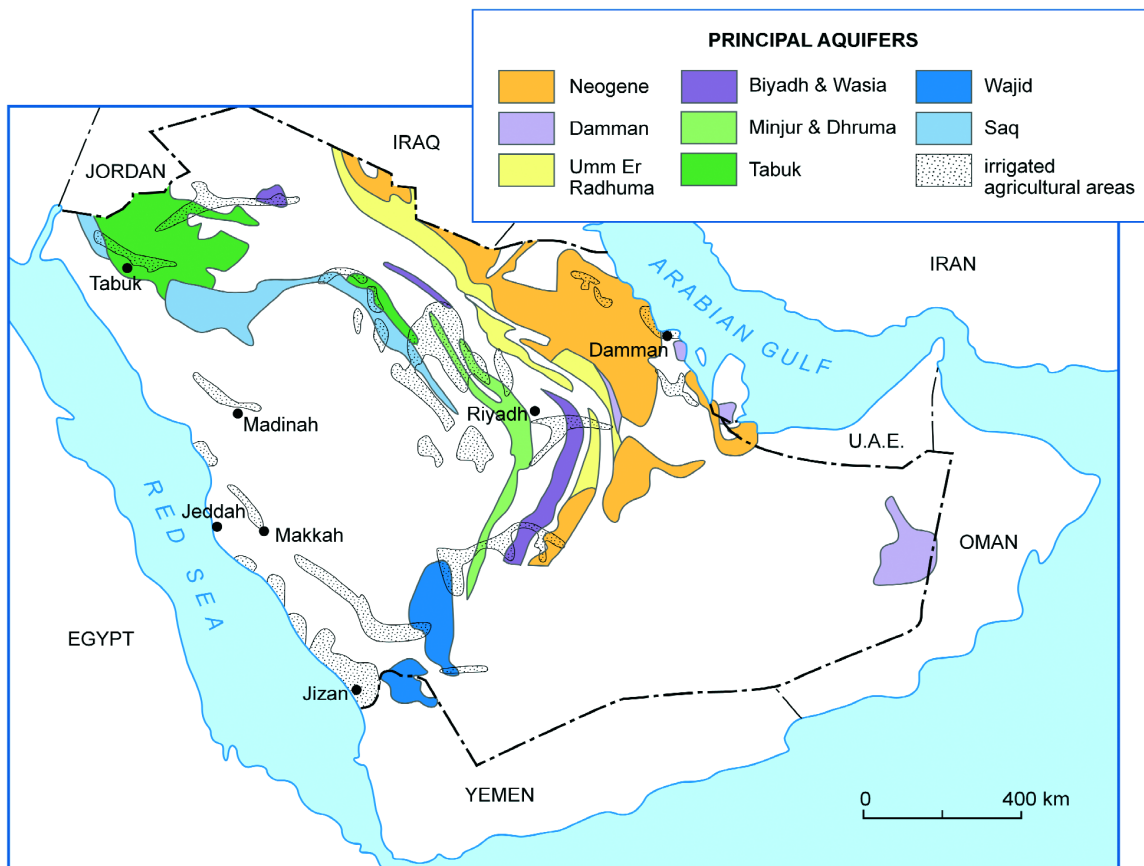 PRINCIPAL AQUIFERS
Neogene
Biyadh & Wasia
Wajid
Damman
Minjur & Dhruma
Saq
Umm Er
Radhuma
Tabuk
irrigated
agricultural areas
IRAQ
JORDAN
IRAN
Tabuk
ARABIAN GULF
Damman
Riyadh
Madinah
U.A.E.
RED SEA
Jeddah
Makkah
OMAN
EGYPT
Jizan
YEMEN
0 400 km